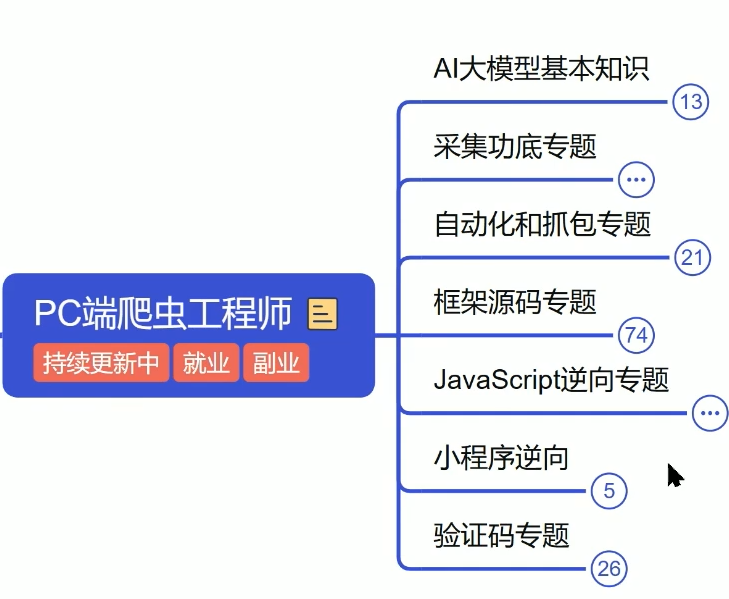 AI大模型基本知识
13
采集功底专题
...
自动化和抓包专题
21
PC端爬虫工程师
持续更新中 就业 副业
框架源码专题
74
JavaScript逆向专题
...
小程序逆向
5
验证码专题
26